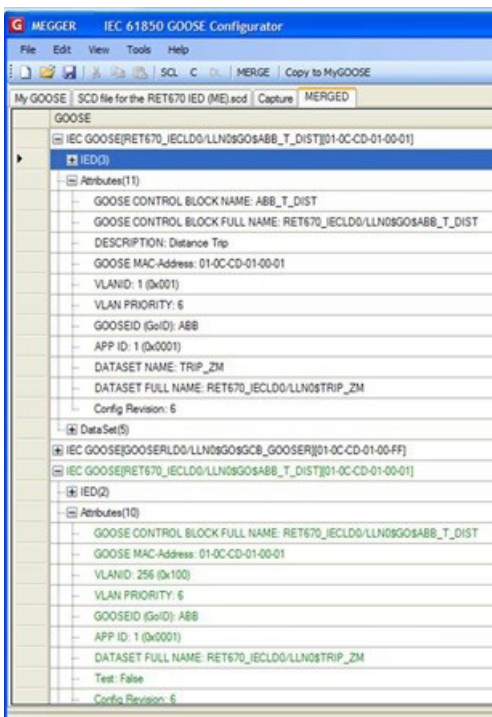 G MEGGER IEC 61850 GOOSE Configurator
File Edit View Tools Help
SCL C D. MERGE Copy to MyGOOSE
My GOOSE SCD file for the RET670 IED (ME).scd Capture MERGED
GOOSE
IEC GOOSE[RET670_IECLD0/LLN0$GO$ABB_T_DIST][01-0C-CD-01-00-01]
IED(3)
Attributes(11)
GOOSE CONTROL BLOCK NAME: ABB_T_DIST
GOOSE CONTROL BLOCK FULL NAME: RET670_IECLD0/LLN0$GO$ABB_T_DIST
DESCRIPTION: Distance Trip
GOOSE MAC-Address: 01-0C-CD-01-00-01
VLANID: 1 (0x001)
VLAN PRIORITY: 6
GOOSEID (GoID): ABB
APP ID: 1 (0x0001)
DATASET NAME: TRIP_ZM
DATASET FULL NAME: RET670_IECLD0/LLN0$TRIP_ZM
Config Revision: 6
DataSet(5)
IEC GOOSE[GOOSERLD0/LLN0$GO$GCB_GOOSER][01-0C-CD-01-00-FF]
IEC GOOSE[RET670_IECLD0/LLN0$GO$ABB_T_DIST][01-0C-CD-01-00-01]
IED(2)
Attributes(10)
GOOSE CONTROL BLOCK FULL NAME: RET670_IECLD0/LLN0$GO$ABB_T_DIST
GOOSE MAC-Address: 01-0C-CD-01-00-01
VLANID: 256 (0x100)
VLAN PRIORITY: 6
GOOSEID (GoID): ABB
APP ID: 1 (0x0001)
DATASET FULL NAME: RET670_IECLD0/LLN0$TRIP_ZM
Test: False
Config Revision: 6